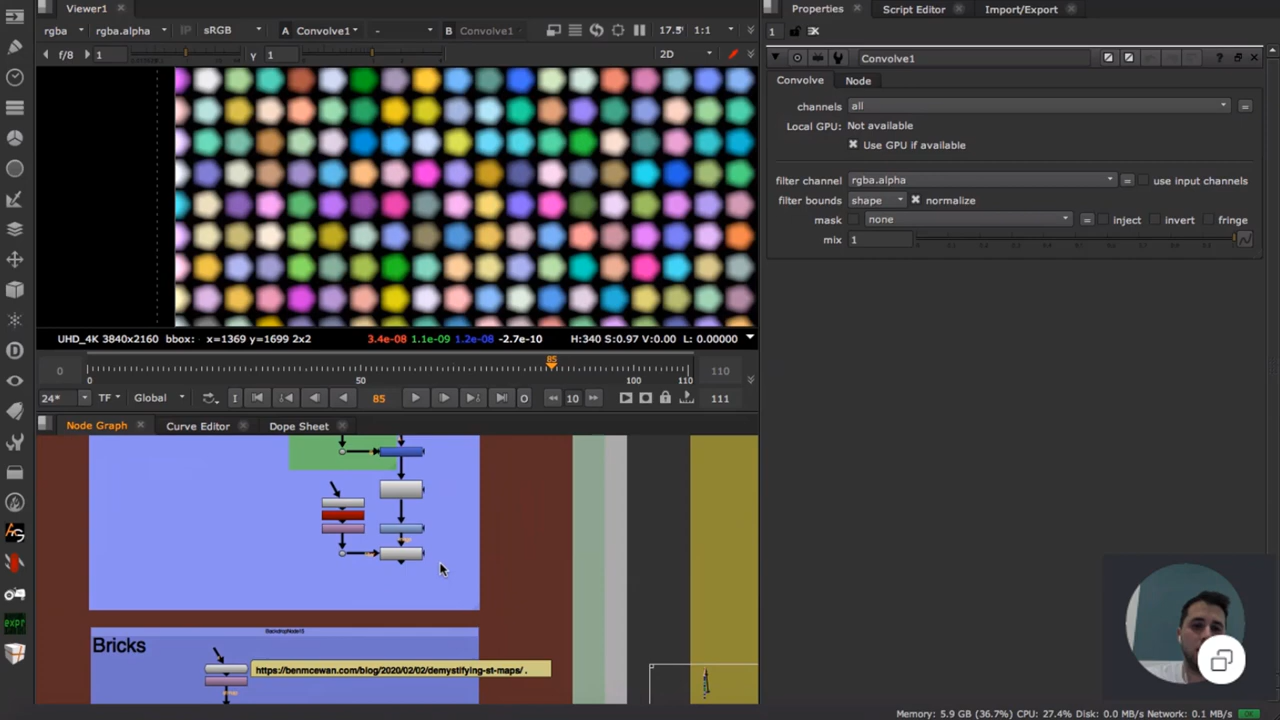 Viewer1
Properties
Script Editor
Import/Export
rgba
rgba.alpha
IP
sRGB
A Convolve1
-
B Convolve1
17.5
1:1
1
f/8
1
Y
1
2D
Convolve1
?
Convolve
Node
channels
all
=
Local GPU:
Not available
Use GPU if available
filter channel
rgba.alpha
=
use input channels
filter bounds
shape
normalize
mask
none
=
inject
invert
fringe
mix
1
UHD_4K 3840x2160 bbox: x=1369 y=1699 2x2
3.4e-08
1.1e-09
1.2e-08
-2.7e-10
H:340 S:0.97 V:0.00
L: 0.00000
85
0
0
50
100
110
110
24*
TF
Global
I
85
O
10
111
Node Graph
Curve Editor
Dope Sheet
Bricks
https://benmcewan.com/blog/2020/02/02/demystifying-st-maps/ .
expr
Memory: 5.9 GB (36.7%) CPU: 27.4% Disk: 0.0 MB/s Network: 0.1 MB/s